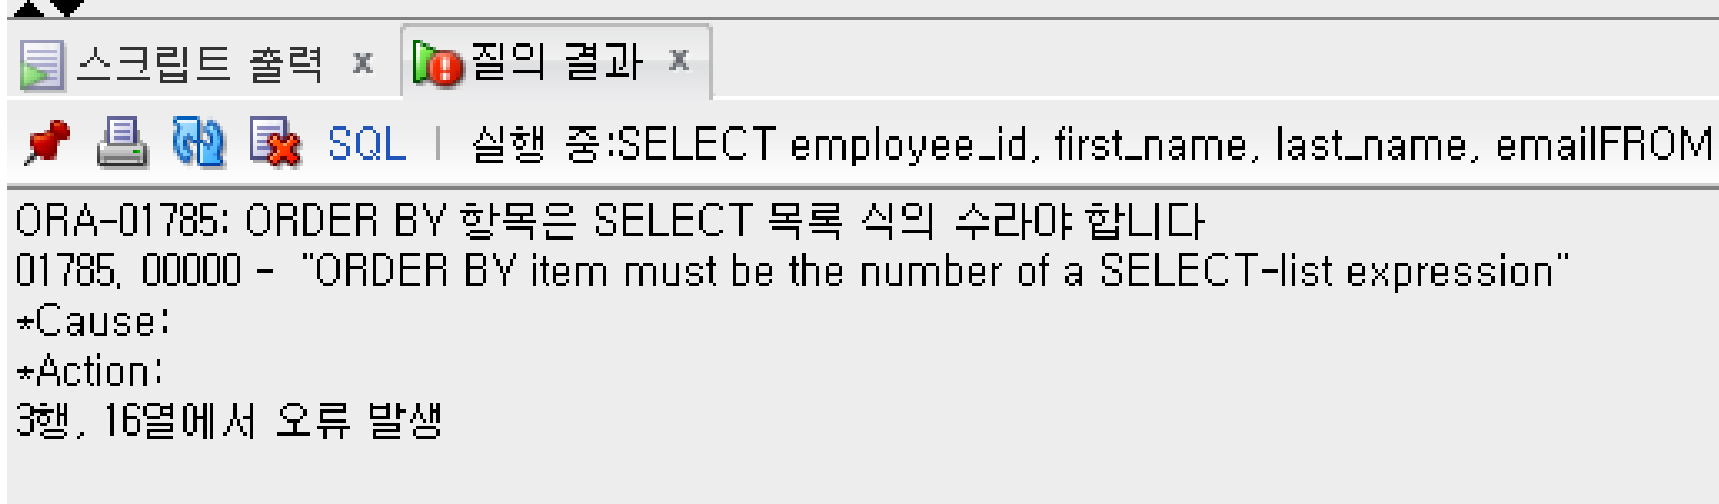 스크립트 출력 x 질의 결과 x
SQL | 실행 중:SELECT employee_id, first_name, last_name, emailFROM
ORA-01785: ORDER BY 항목은 SELECT 목록 식의 수라야 합니다
01785, 00000 - "ORDER BY item must be the number of a SELECT-list expression"
*Cause:
*Action:
3행, 16열에서 오류 발생